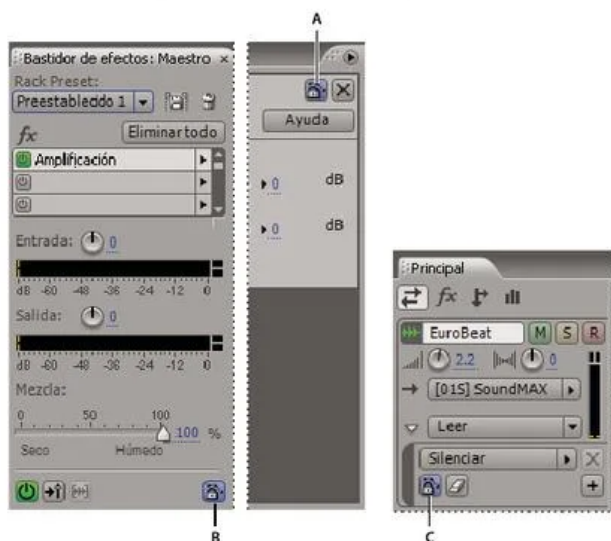 A
Bastidor de efectos: Maestro ×
Rack Preset:
Preestablecido 1
fx Eliminar todo
Amplificación
Entrada: 0
dB -60 -48 -36 -24 -12 0
Salida: 0
dB -60 -48 -36 -24 -12 0
Mezcla:
0 50 100
100 %
Seco Húmedo
B
Ayuda
0 dB
0 dB
Principal
fx
EuroBeat M S R
2.2 0
[01S] SoundMAX
Leer
Silenciar
C